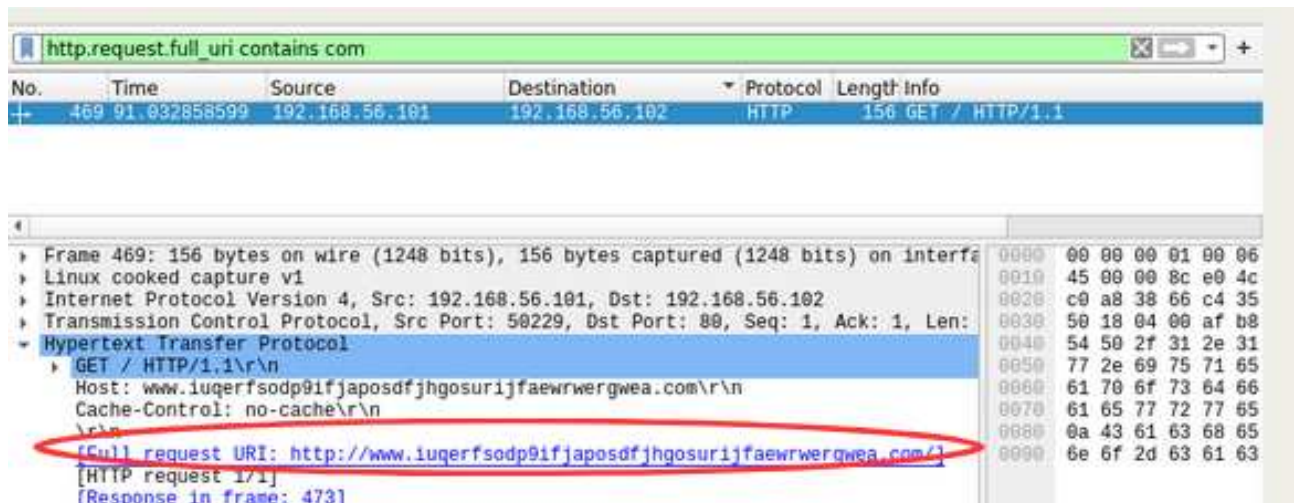 http.request.full_uri contains com
No. Time Source Destination Protocol Length Info
469 91.032858599 192.168.56.101 192.168.56.102 HTTP 156 GET / HTTP/1.1
Frame 469: 156 bytes on wire (1248 bits), 156 bytes captured (1248 bits) on interfa
Linux cooked capture v1
Internet Protocol Version 4, Src: 192.168.56.101, Dst: 192.168.56.102
Transmission Control Protocol, Src Port: 50229, Dst Port: 80, Seq: 1, Ack: 1, Len:
Hypertext Transfer Protocol
GET / HTTP/1.1\r\n
Host: www.iuqerfsodp9ifjaposdfjhgosurijfaewrwergwea.com\r\n
Cache-Control: no-cache\r\n
\r\n
[Full request URI: http://www.iuqerfsodp9ifjaposdfjhgosurijfaewrwergwea.com/]
[HTTP request 1/1]
[Response in frame: 473]
0000 00 00 00 01 00 06
0010 45 00 00 8c e0 4c
0020 c0 a8 38 66 c4 35
0030 50 18 04 00 af b8
0040 54 50 2f 31 2e 31
0050 77 2e 69 75 71 65
0060 61 70 6f 73 64 66
0070 61 65 77 72 77 65
0080 0a 43 61 63 68 65
0090 6e 6f 2d 63 61 63